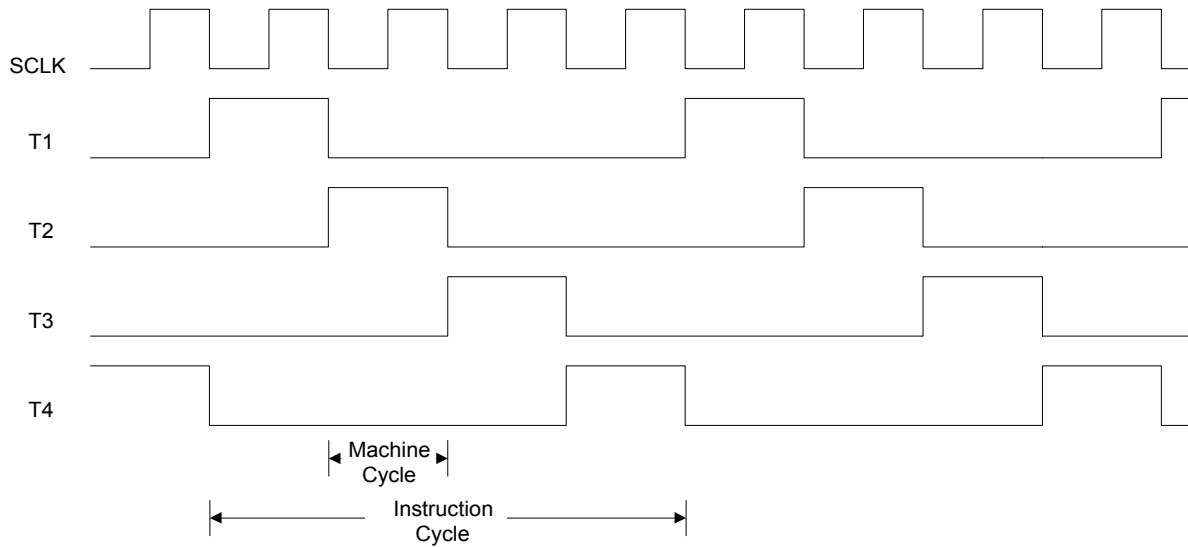 SCLK
T1
T2
T3
T4
Machine
Cycle
Instruction
Cycle